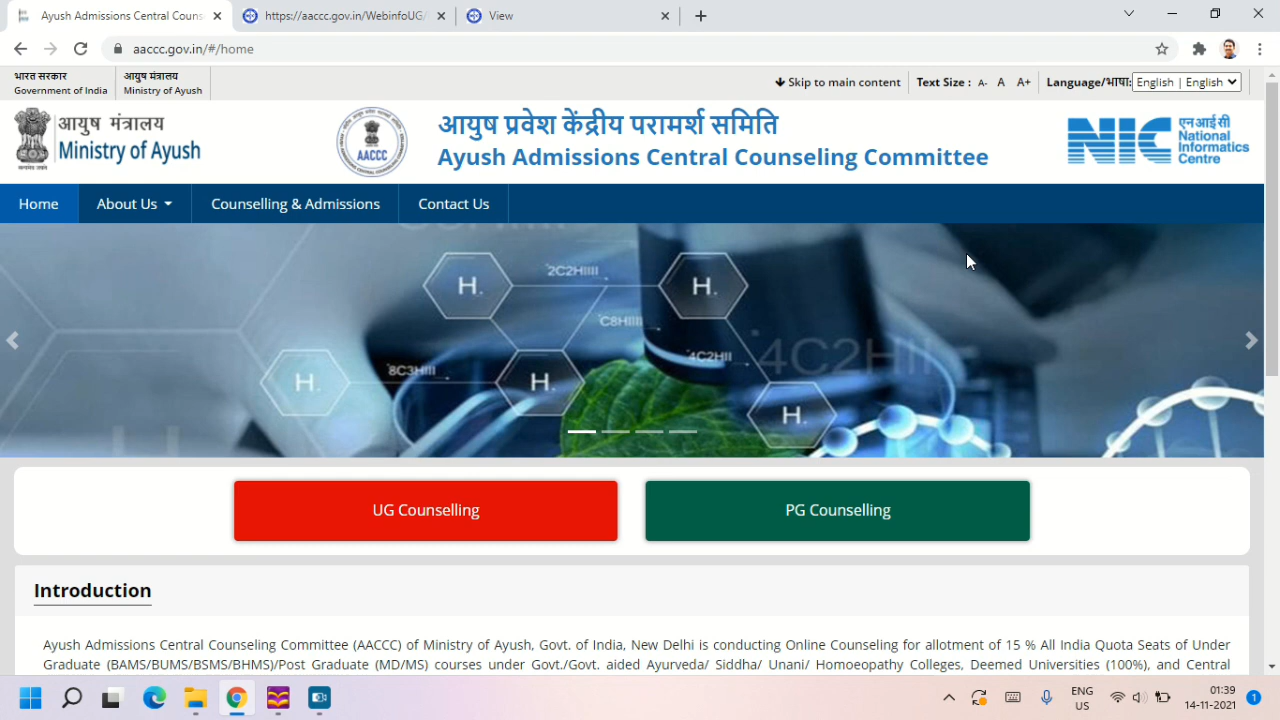 Ayush Admissions Central Couns
https://aaccc.gov.in/WebinfoUG/
View
aaccc.gov.in/#/home
भारत सरकार
Government of India
आयुष मंत्रालय
Ministry of Ayush
Skip to main content
Text Size : A- A A+
Language/भाषा: English | English
आयुष मंत्रालय
Ministry of Ayush
AACCC
आयुष प्रवेश केंद्रीय परामर्श समिति
Ayush Admissions Central Counseling Committee
NIC
एन आई सी
National
Informatics
Centre
Home
About Us
Counselling & Admissions
Contact Us
H.
2C2HIIII
H.
C8HIIII
4C2HII
4C2HII
H.
8C3HIII
H.
H.
UG Counselling
PG Counselling
Introduction
Ayush Admissions Central Counseling Committee (AACCC) of Ministry of Ayush, Govt. of India, New Delhi is conducting Online Counseling for allotment of 15 % All India Quota Seats of Under
Graduate (BAMS/BUMS/BSMS/BHMS)/Post Graduate (MD/MS) courses under Govt./Govt. aided Ayurveda/ Siddha/ Unani/ Homoeopathy Colleges, Deemed Universities (100%), and Central
ENG
US
01:39
14-11-2021
1